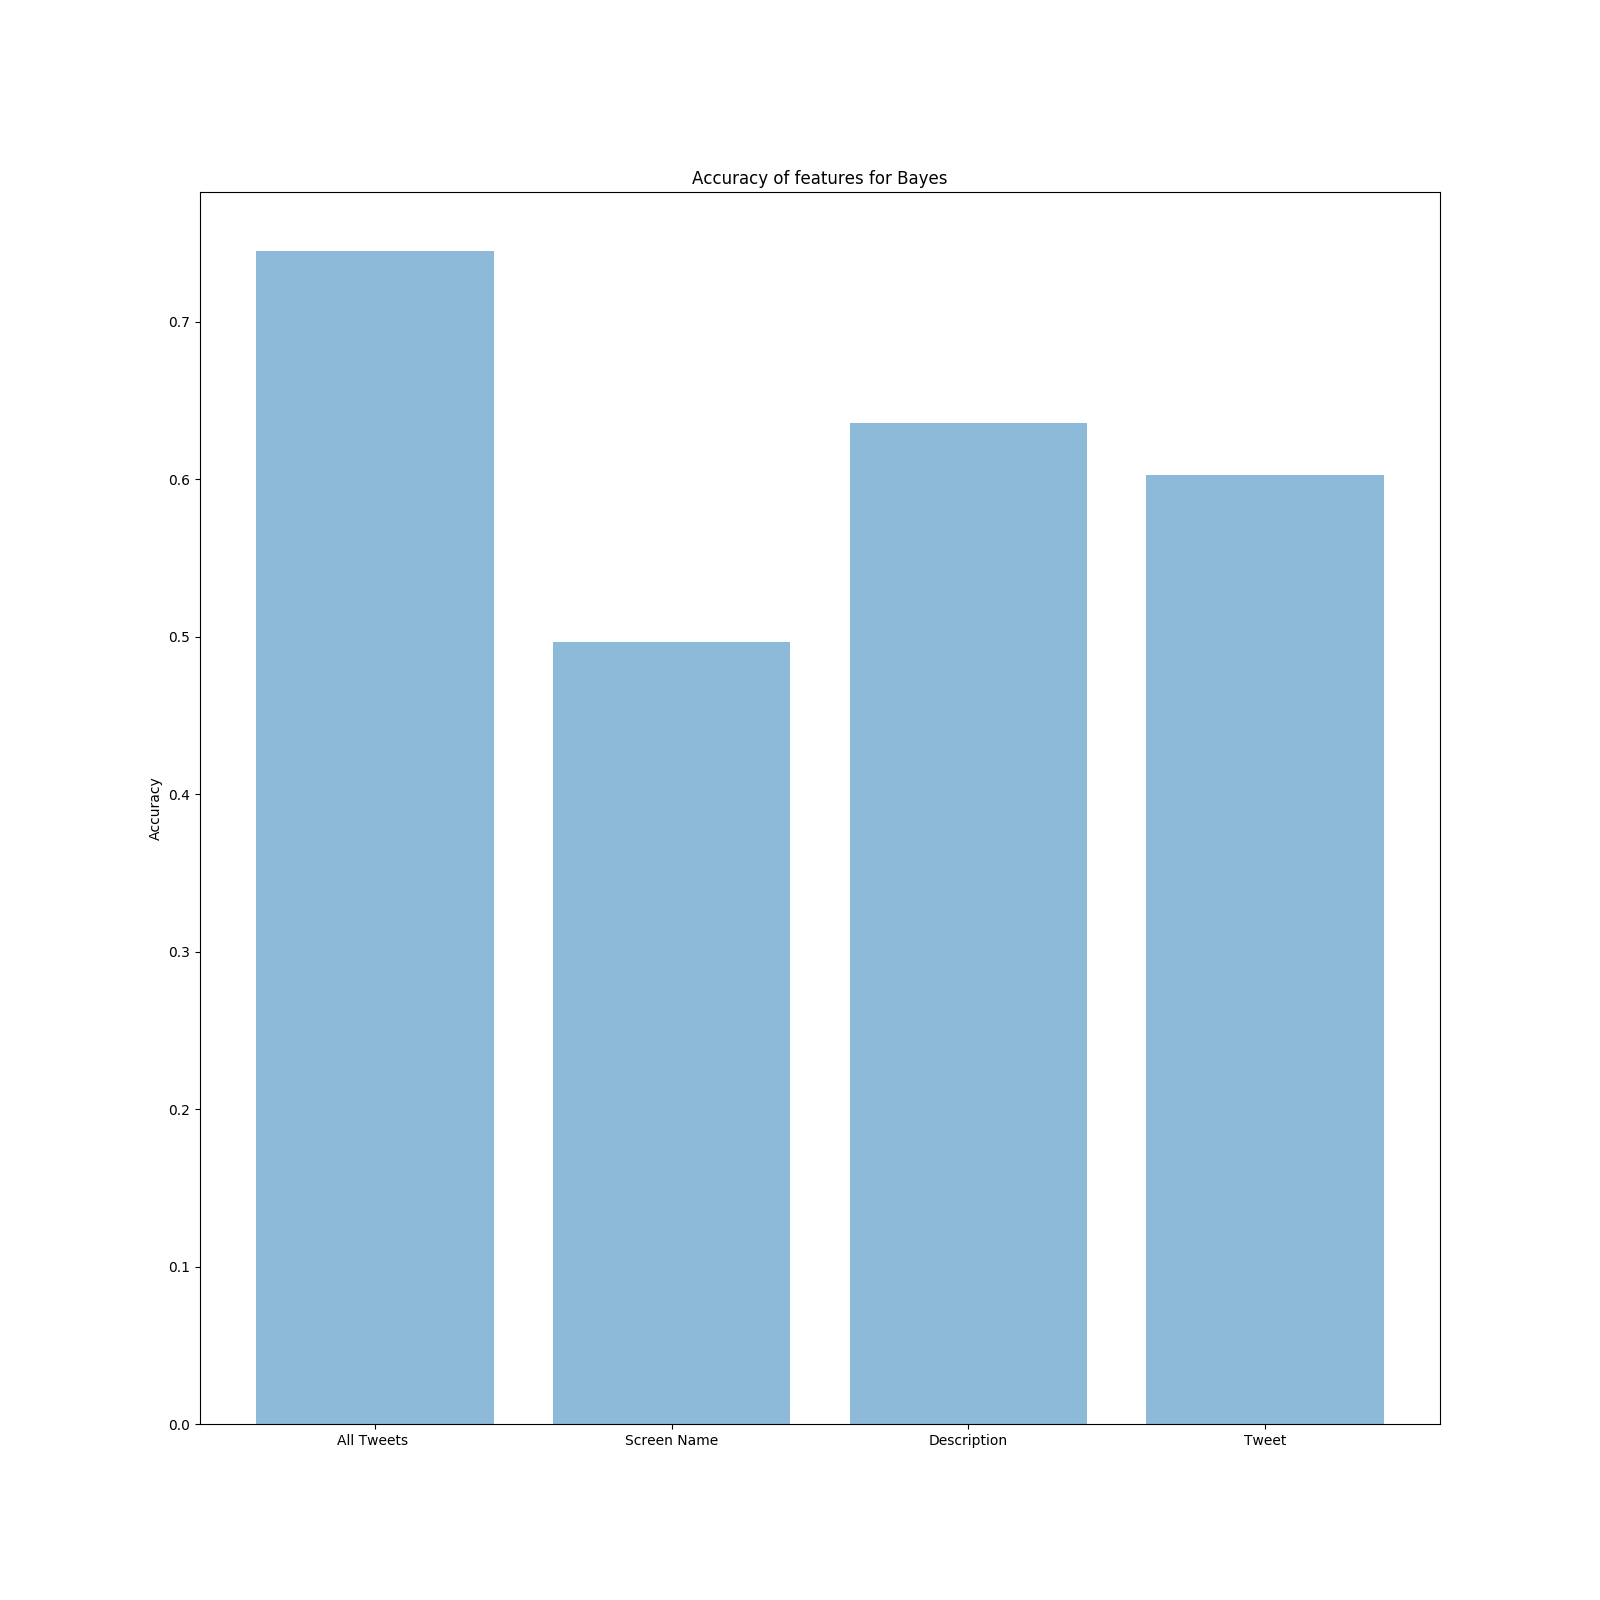 Accuracy of features for Bayes
Accuracy
0.7
0.6
0.5
0.4
0.3
0.2
0.1
0.0
All Tweets
Screen Name
Description
Tweet